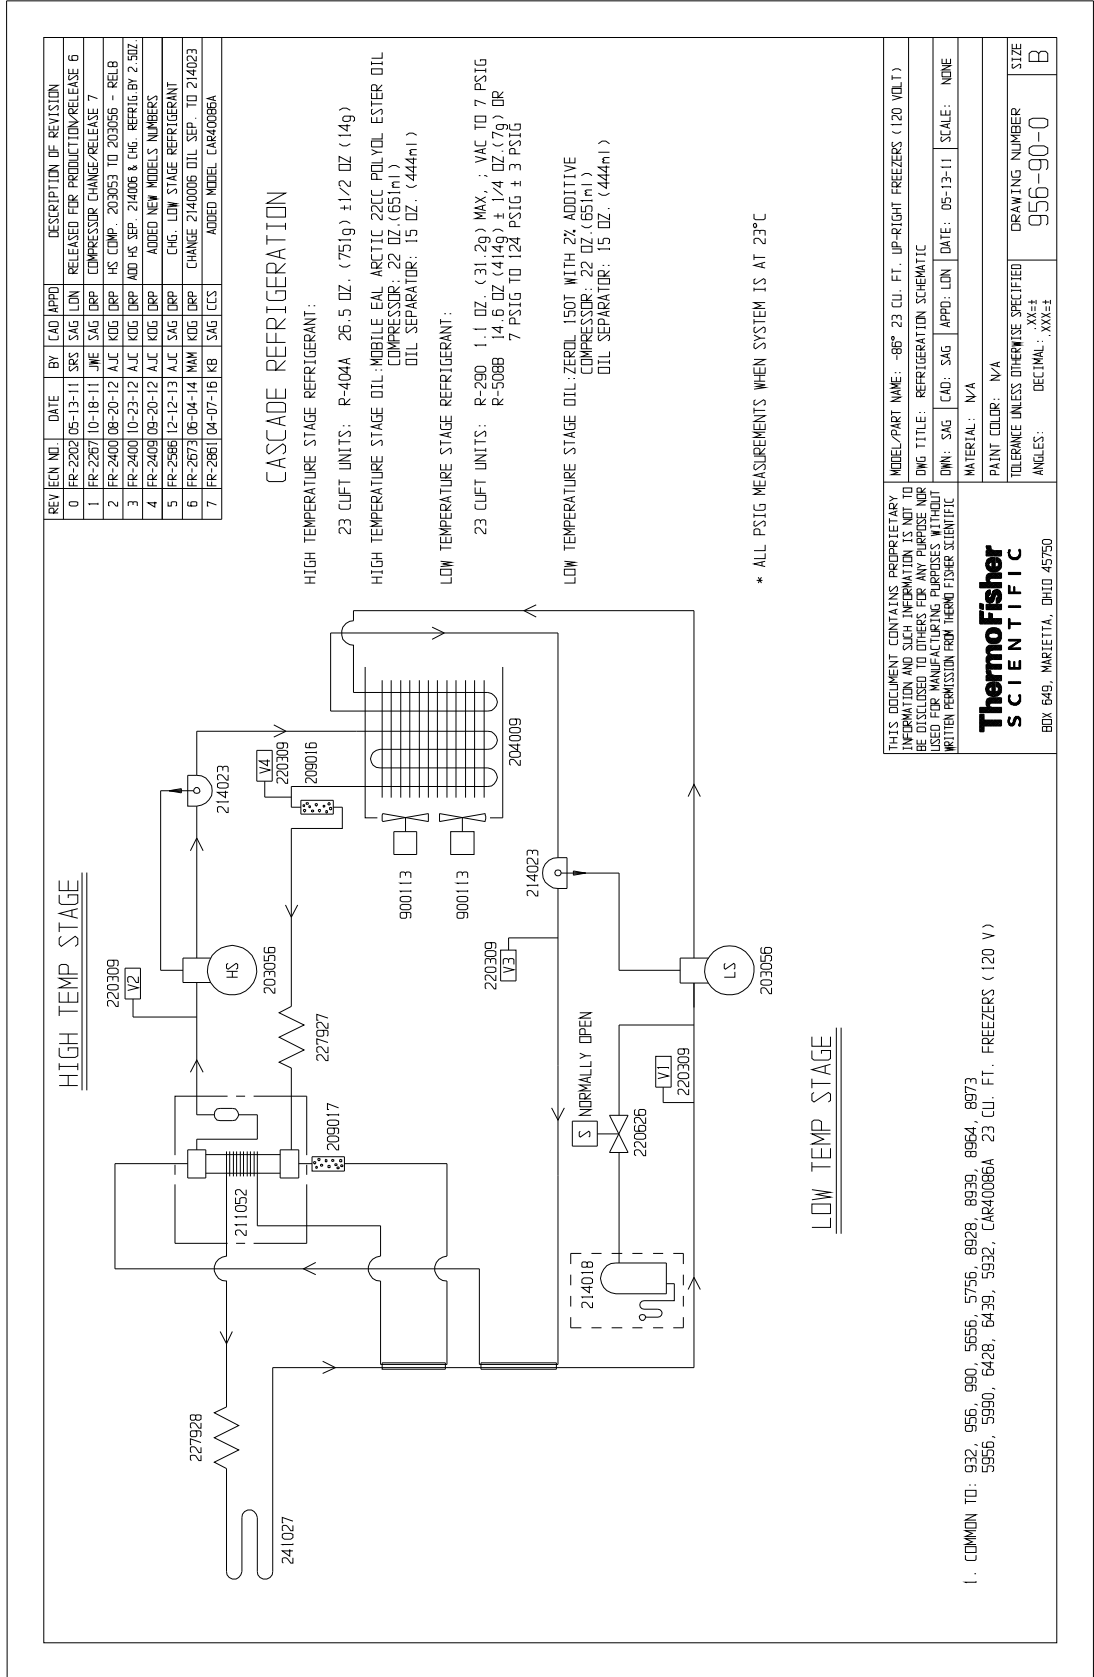 REV ECN NO. DATE BY CAD APPD DESCRIPTION OF REVISION
0 FR-2202 05-13-11 SRS SAG LON RELEASED FOR PRODUCTION/RELEASE 6
1 FR-2267 10-18-11 JWE SAG DRP COMPRESSOR CHANGE/RELEASE 7
2 FR-2400 08-20-12 AJC KDG DRP HS COMP. 203053 TO 203056 - REL8
3 FR-2400 10-23-12 AJC KDG DRP ADD HS SEP. 214006 & CHG. REFRIG.BY 2.5OZ.
4 FR-2409 09-20-12 AJC KDG DRP ADDED NEW MODELS NUMBERS
5 FR-2586 12-12-13 AJC SAG DRP CHG. LOW STAGE REFRIGERANT
6 FR-2673 06-04-14 MAM KDG DRP CHANGE 2140006 OIL SEP. TO 214023
7 FR-2861 04-07-16 KB SAG CCS ADDED MODEL CAR40086A
CASCADE REFRIGERATION
HIGH TEMPERATURE STAGE REFRIGERANT:
23 CUFT UNITS: R-404A 26.5 OZ. (751g) ±1/2 OZ (14g)
HIGH TEMPERATURE STAGE OIL:MOBILE EAL ARCTIC 22CC POLYOL ESTER OIL
COMPRESSOR: 22 OZ.(651ml)
OIL SEPARATOR: 15 OZ. (444ml)
LOW TEMPERATURE STAGE REFRIGERANT:
23 CUFT UNITS: R-290 1.1 OZ. (31.2g) MAX, ; VAC TO 7 PSIG
R-508B 14.6 OZ (414g) ± 1/4 OZ.(7g) OR
7 PSIG TO 124 PSIG ± 3 PSIG
LOW TEMPERATURE STAGE OIL:ZEROL 150T WITH 2% ADDITIVE
COMPRESSOR: 22 OZ.(651ml)
OIL SEPARATOR: 15 OZ. (444ml)
* ALL PSIG MEASUREMENTS WHEN SYSTEM IS AT 23°C
HIGH TEMP STAGE
220309
V2
HS
203056
214023
V4
220309
209016
204009
900113
900113
227927
209017
211052
227928
241027
214023
220309
V3
LS
203056
S NORMALLY OPEN
220626
V1
220309
214018
LOW TEMP STAGE
1. COMMON TO: 932, 956, 990, 5656, 5756, 8928, 8939, 8964, 8973
5956, 5990, 6428, 6439, 5932, CAR40086A 23 CU. FT. FREEZERS (120 V)
THIS DOCUMENT CONTAINS PROPRIETARY
INFORMATION AND SUCH INFORMATION IS NOT TO
BE DISCLOSED TO OTHERS FOR ANY PURPOSE NOR
USED FOR MANUFACTURING PURPOSES WITHOUT
WRITTEN PERMISSION FROM THERMO FISHER SCIENTIFIC
ThermoFisher
SCIENTIFIC
BOX 649, MARIETTA, OHIO 45750
MODEL/PART NAME: -86° 23 CU. FT. UP-RIGHT FREEZERS (120 VOLT)
DWG TITLE: REFRIGERATION SCHEMATIC
DWN: SAG CAD: SAG APPD: LON DATE: 05-13-11 SCALE: NONE
MATERIAL: N/A
PAINT COLOR: N/A
TOLERANCE UNLESS OTHERWISE SPECIFIED
ANGLES: DECIMAL: .XX=± .XXX=±
DRAWING NUMBER
956-90-0
SIZE
B